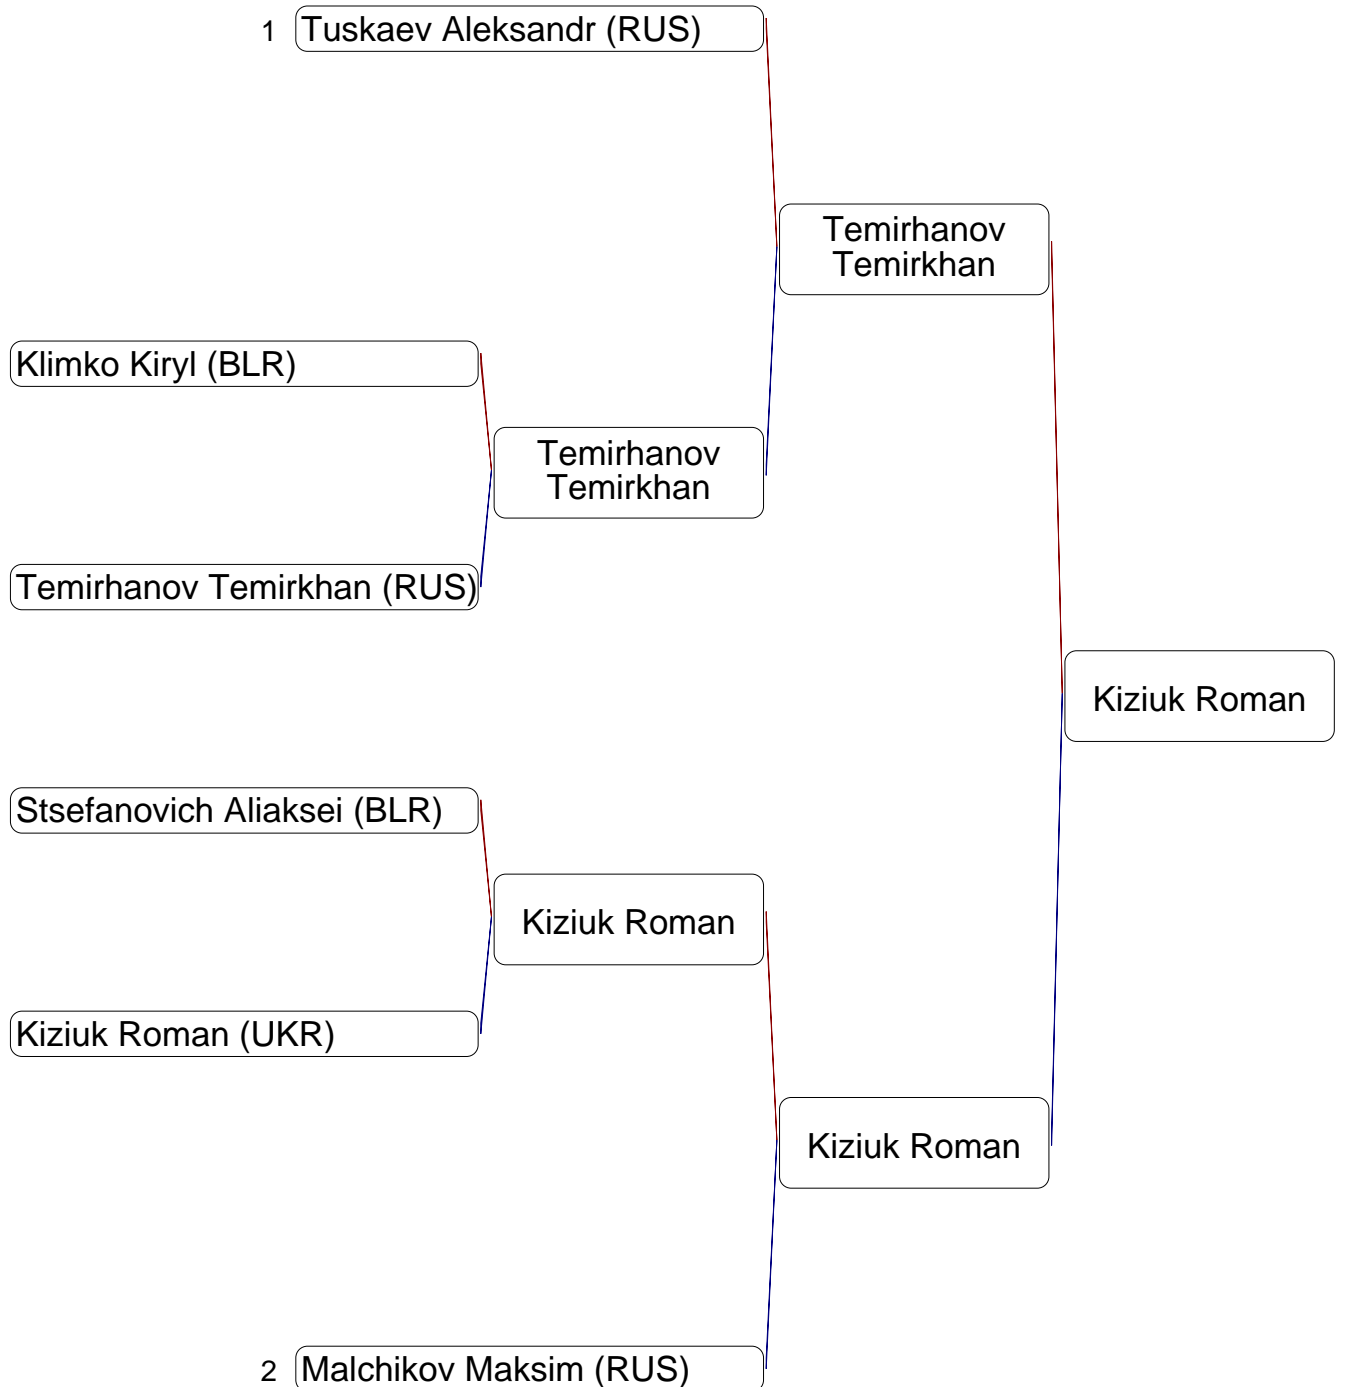 1 Tuskaev Aleksandr (RUS)
Temirhanov
Temirkhan
Klimko Kiryl (BLR)
Temirhanov
Temirkhan
Temirhanov Temirkhan (RUS)
Kiziuk Roman
Stsefanovich Aliaksei (BLR)
Kiziuk Roman
Kiziuk Roman (UKR)
Kiziuk Roman
2 Malchikov Maksim (RUS)